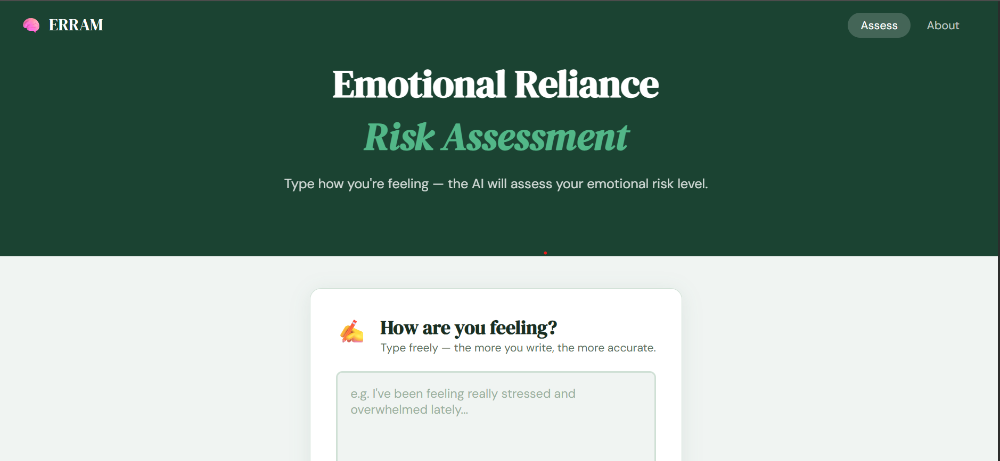 ERRAM
Assess
About
Emotional Reliance
Risk Assessment
Type how you're feeling — the AI will assess your emotional risk level.
How are you feeling?
Type freely — the more you write, the more accurate.
e.g. I've been feeling really stressed and
overwhelmed lately...